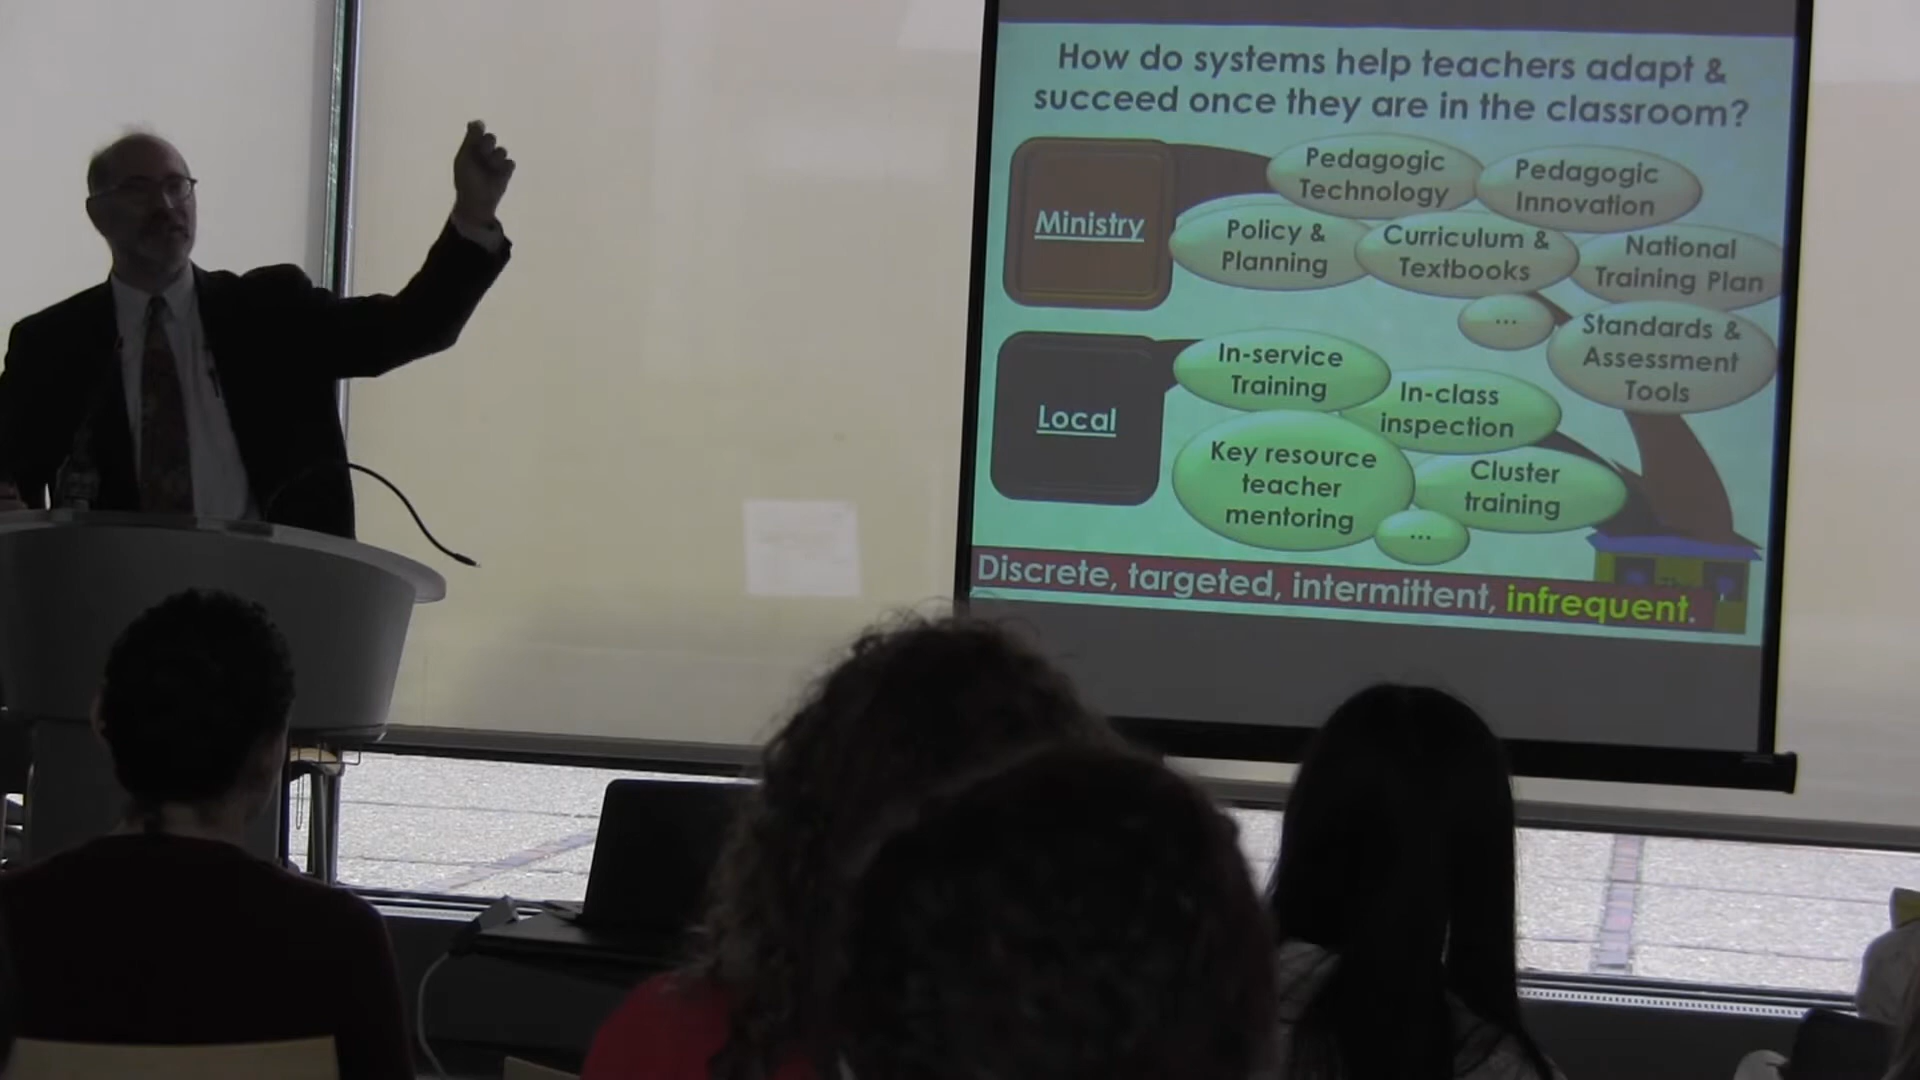 How do systems help teachers adapt &
succeed once they are in the classroom?
Ministry
Pedagogic
Technology
Pedagogic
Innovation
Policy &
Planning
Curriculum &
Textbooks
National
Training Plan
...
Standards &
Assessment
Tools
Local
In-service
Training
In-class
inspection
Key resource
teacher
mentoring
Cluster
training
...
Discrete, targeted, intermittent, infrequent.